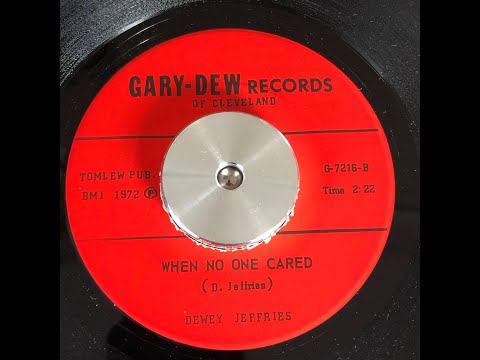 GARY-DEW RECORDS
OF CLEVELAND
TOMLEW PUB.
BMI 1972 Ⓟ
G-7216-B
Time 2:22
WHEN NO ONE CARED
(D. Jeffries)
DEWEY JEFFRIES